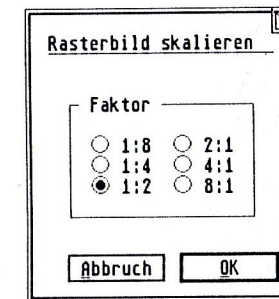 Rasterbild skalieren
Faktor
1:8 2:1
1:4 4:1
1:2 8:1
Abbruch OK